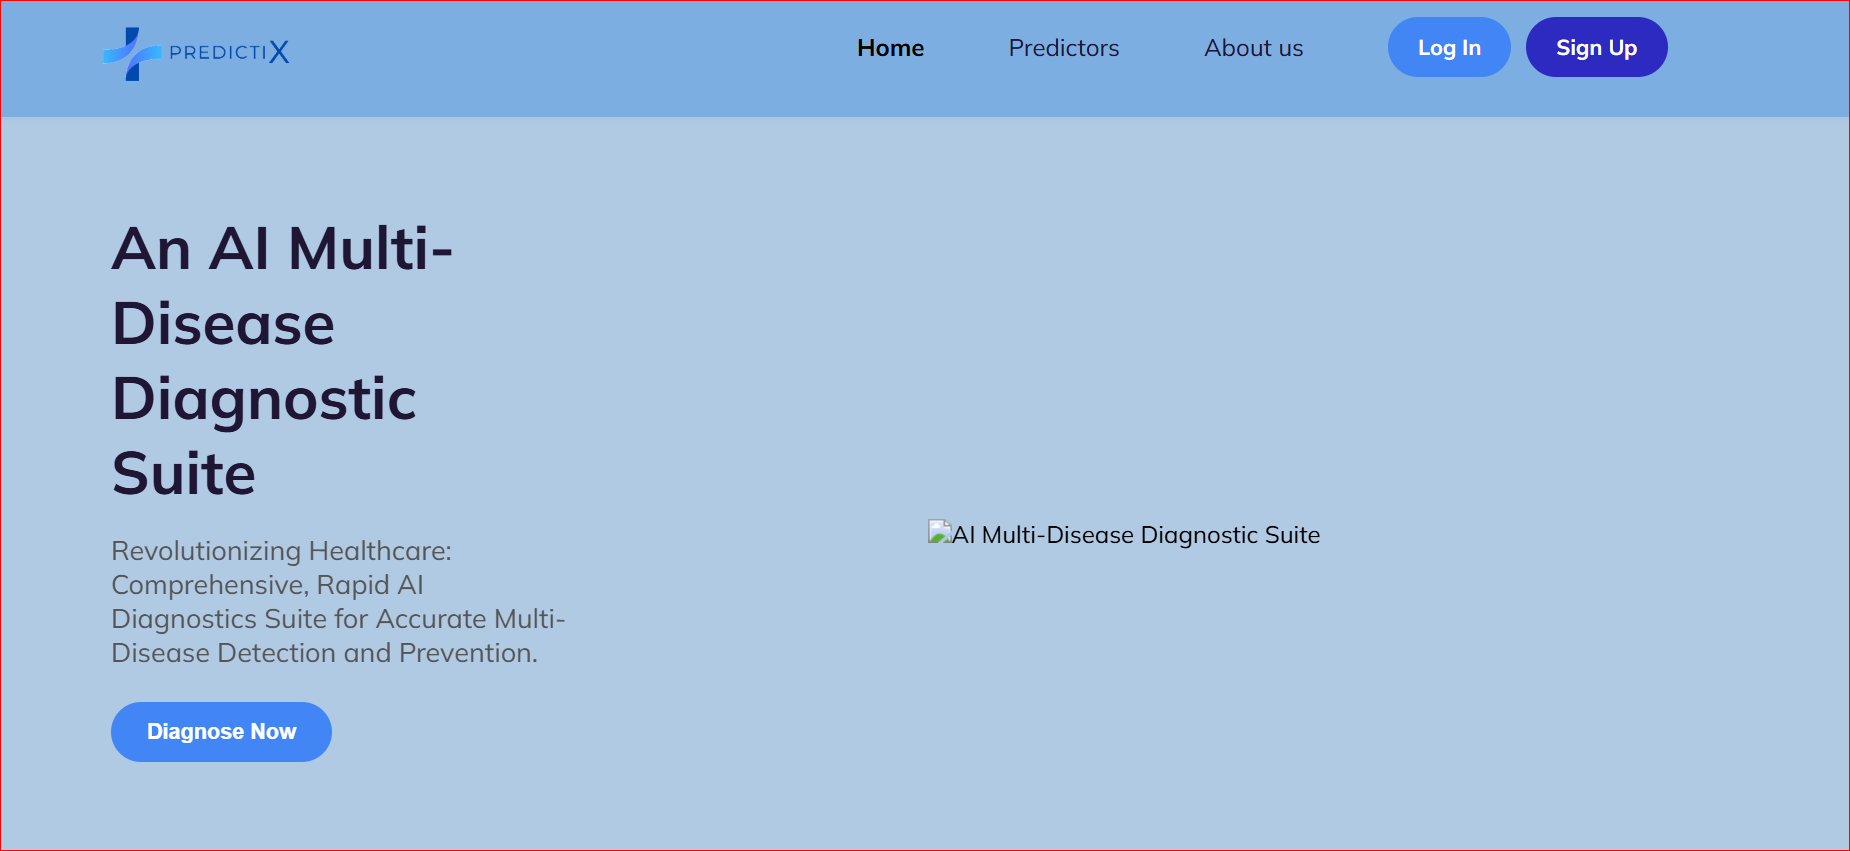 PREDICTIX
Home Predictors About us Log In Sign Up
An AI Multi-
Disease
Diagnostic
Suite
Revolutionizing Healthcare:
Comprehensive, Rapid AI
Diagnostics Suite for Accurate Multi-
Disease Detection and Prevention.
Diagnose Now
AI Multi-Disease Diagnostic Suite